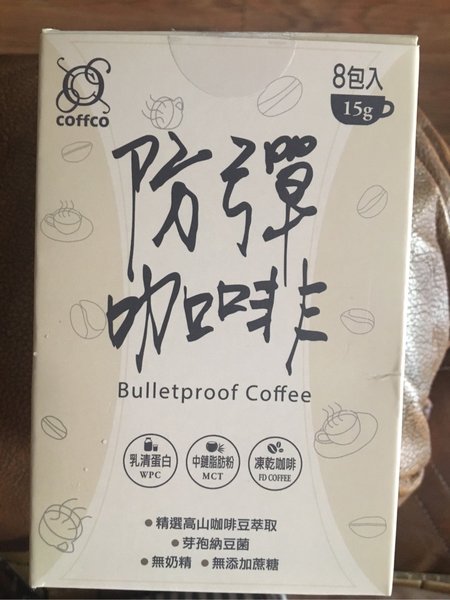 coffco
8包入
15g
防彈
咖啡
Bulletproof Coffee
乳清蛋白
WPC
中鏈脂肪粉
MCT
凍乾咖啡
FD COFFEE
•精選高山咖啡豆萃取
•芽孢納豆菌
•無奶精 •無添加蔗糖